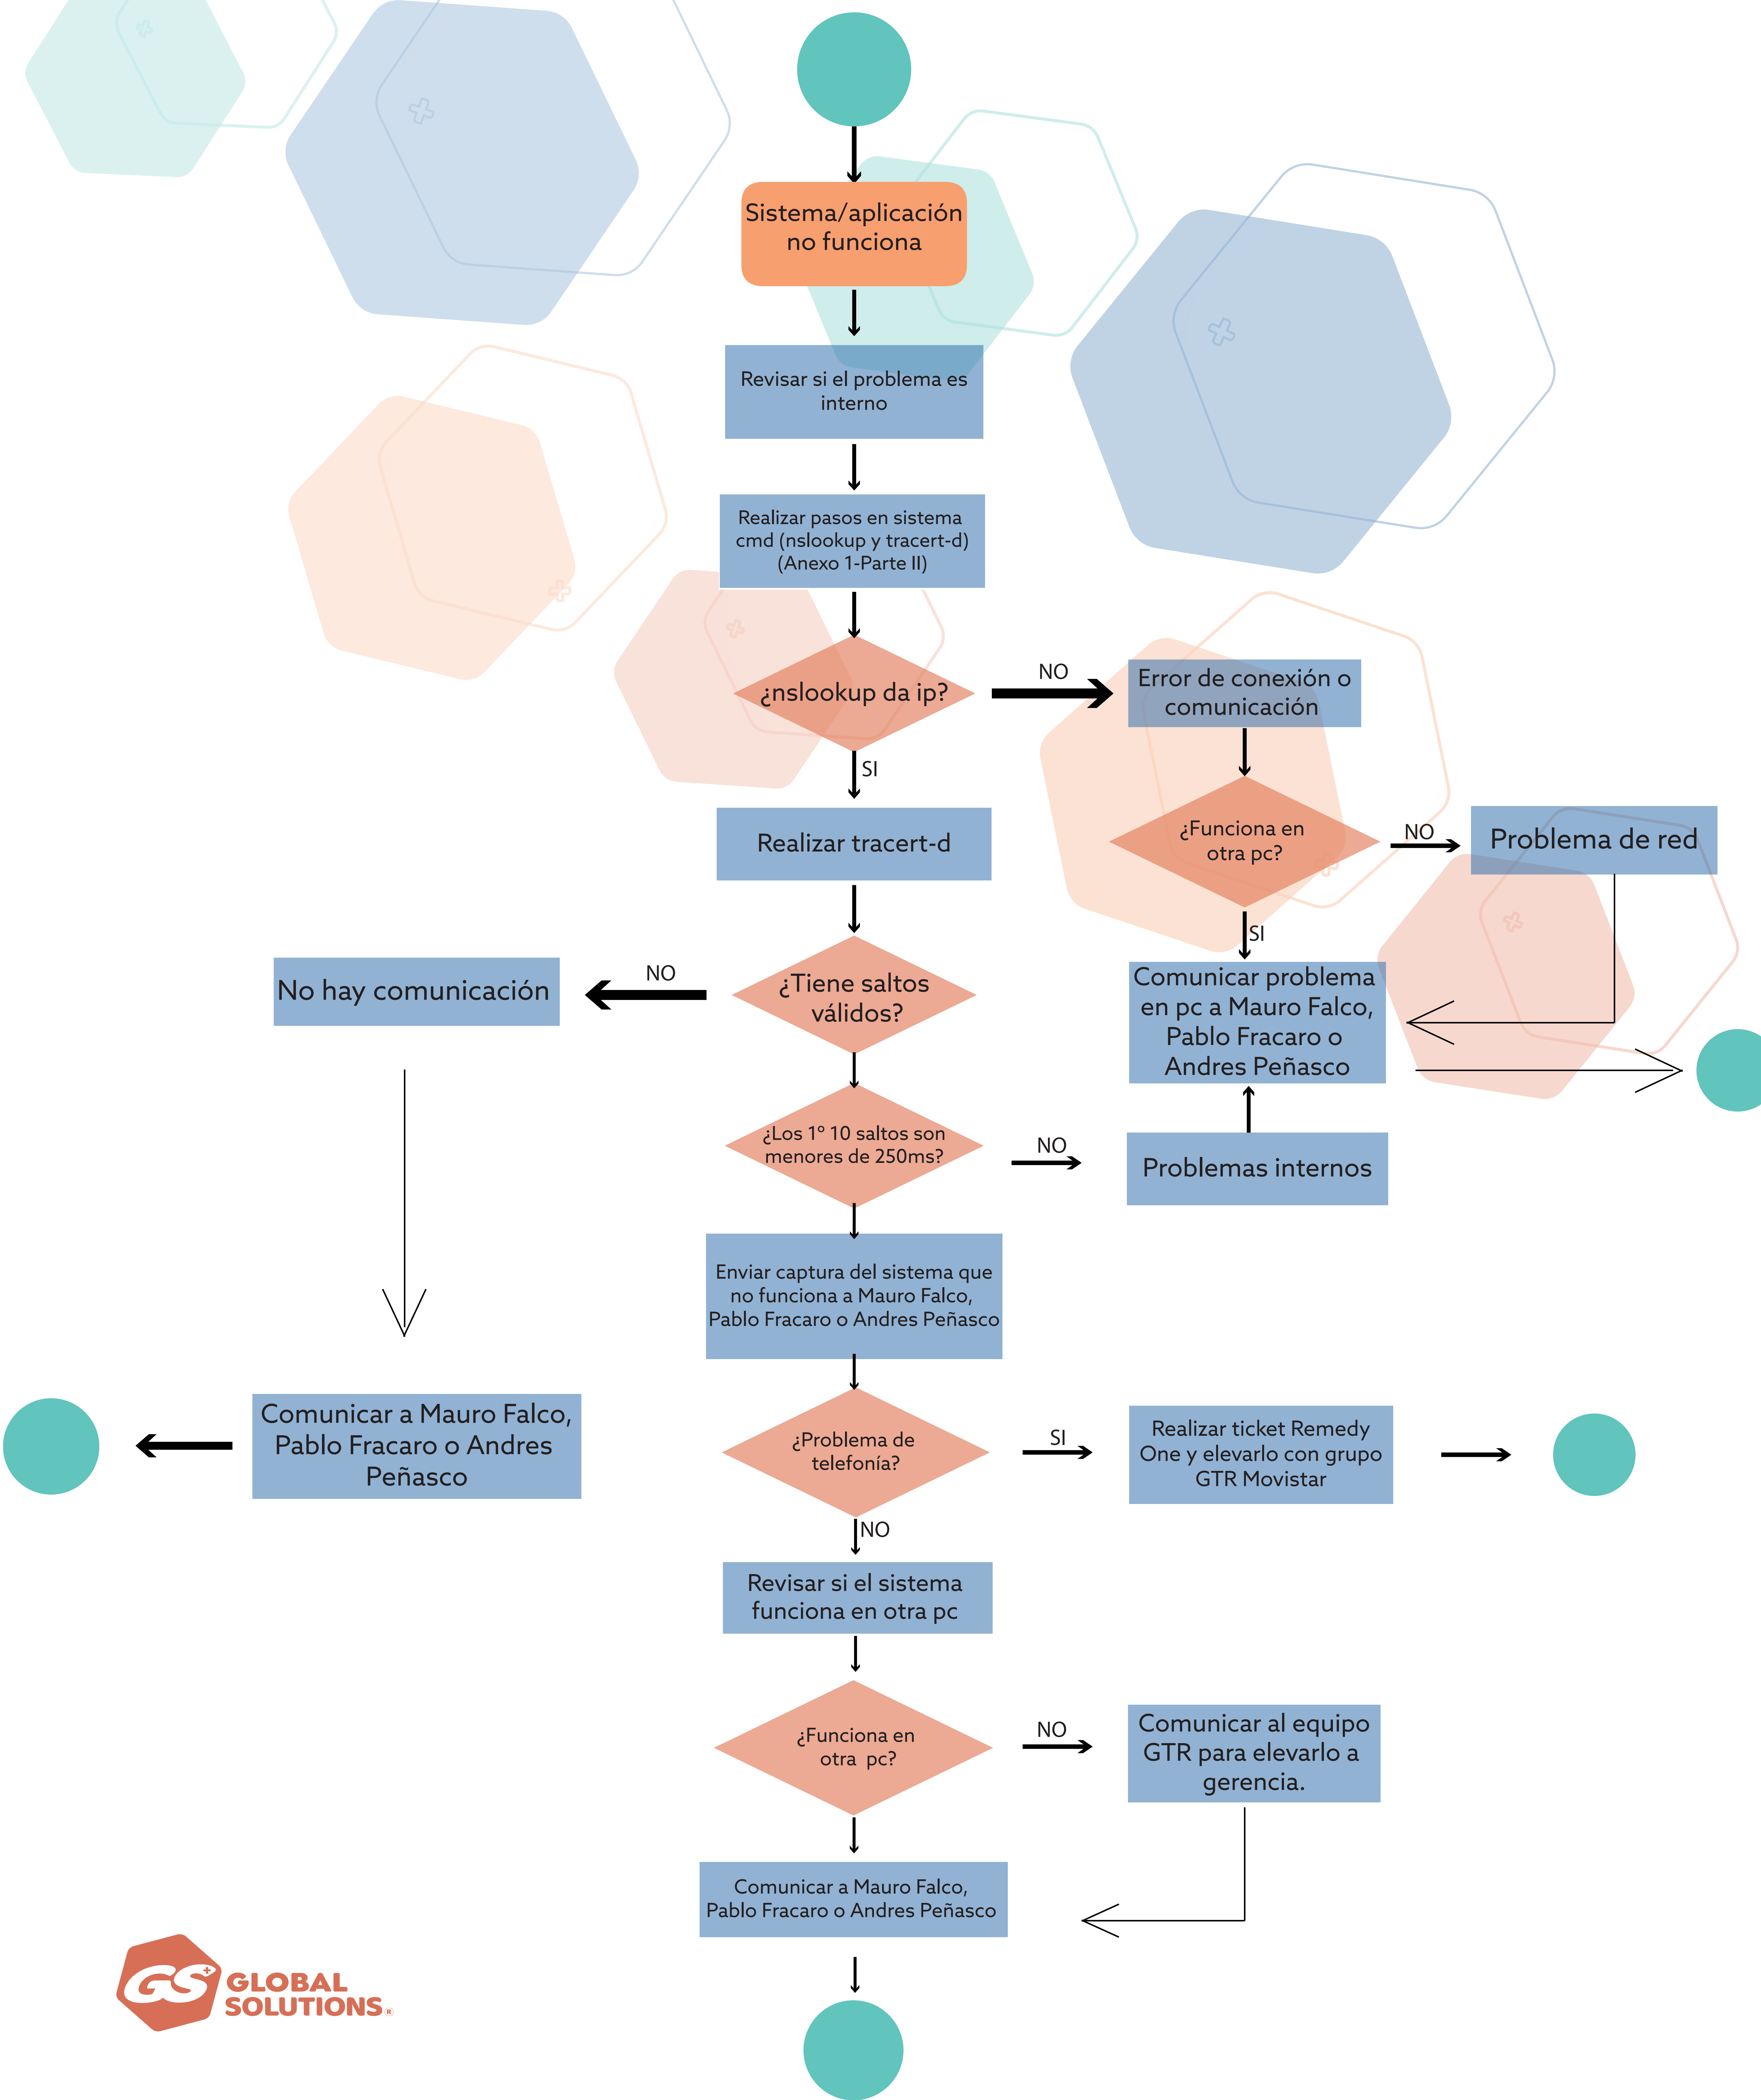 Sistema/aplicación
no funciona
Revisar si el problema es
interno
Realizar pasos en sistema
cmd (nslookup y tracert-d)
(Anexo 1-Parte II)
¿nslookup da ip?
NO
Error de conexión o
comunicación
SI
Realizar tracert-d
¿Funciona en
otra pc?
NO
Problema de red
SI
No hay comunicación
NO
¿Tiene saltos
válidos?
Comunicar problema
en pc a Mauro Falco,
Pablo Fracaro o
Andres Peñasco
¿Los 1º 10 saltos son
menores de 250ms?
NO
Problemas internos
Enviar captura del sistema que
no funciona a Mauro Falco,
Pablo Fracaro o Andres Peñasco
Comunicar a Mauro Falco,
Pablo Fracaro o Andres
Peñasco
¿Problema de
telefonía?
SI
Realizar ticket Remedy
One y elevarlo con grupo
GTR Movistar
NO
Revisar si el sistema
funciona en otra pc
¿Funciona en
otra pc?
NO
Comunicar al equipo
GTR para elevarlo a
gerencia.
Comunicar a Mauro Falco,
Pablo Fracaro o Andres Peñasco
GS+
GLOBAL
SOLUTIONS®